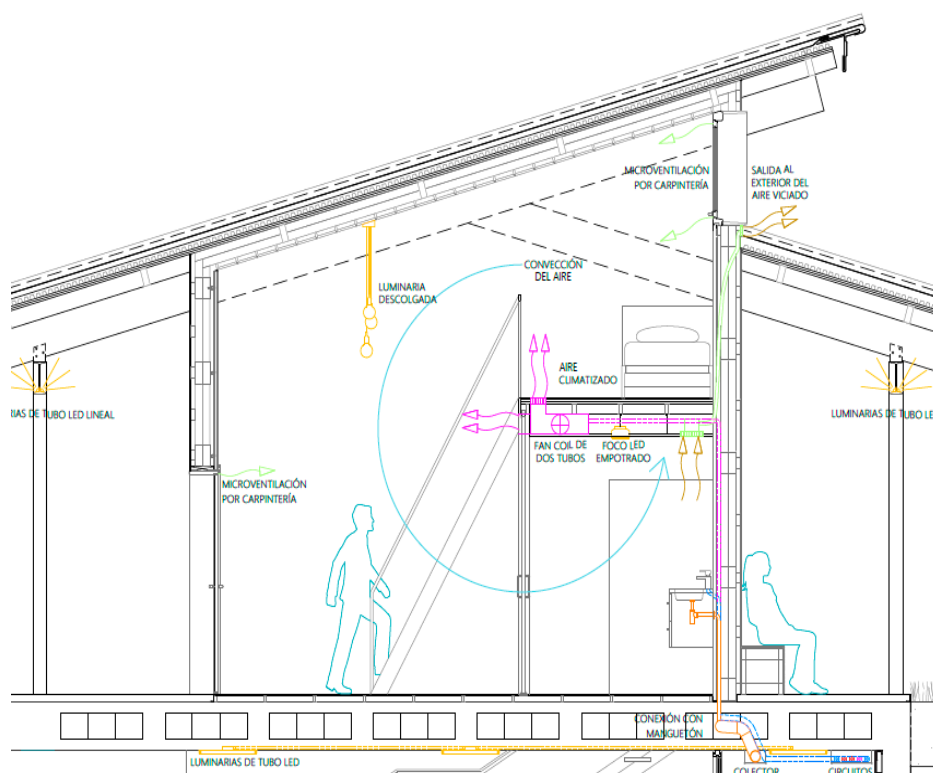 MICROVENTILACIÓN
POR CARPINTERÍA
SALIDA AL
EXTERIOR DEL
AIRE VICIADO
CONVECCIÓN
DEL AIRE
LUMINARIA
DESCOLGADA
AIRE
CLIMATIZADO
RIAS DE TUBO LED LINEAL
LUMINARIAS DE TUBO LE
FAN COIL DE
DOS TUBOS
FOCO LED
EMPOTRADO
MICROVENTILACIÓN
POR CARPINTERÍA
CONEXIÓN CON
MANGUETÓN
LUMINARIAS DE TUBO LED
COLECTOR
CIRCUITOS